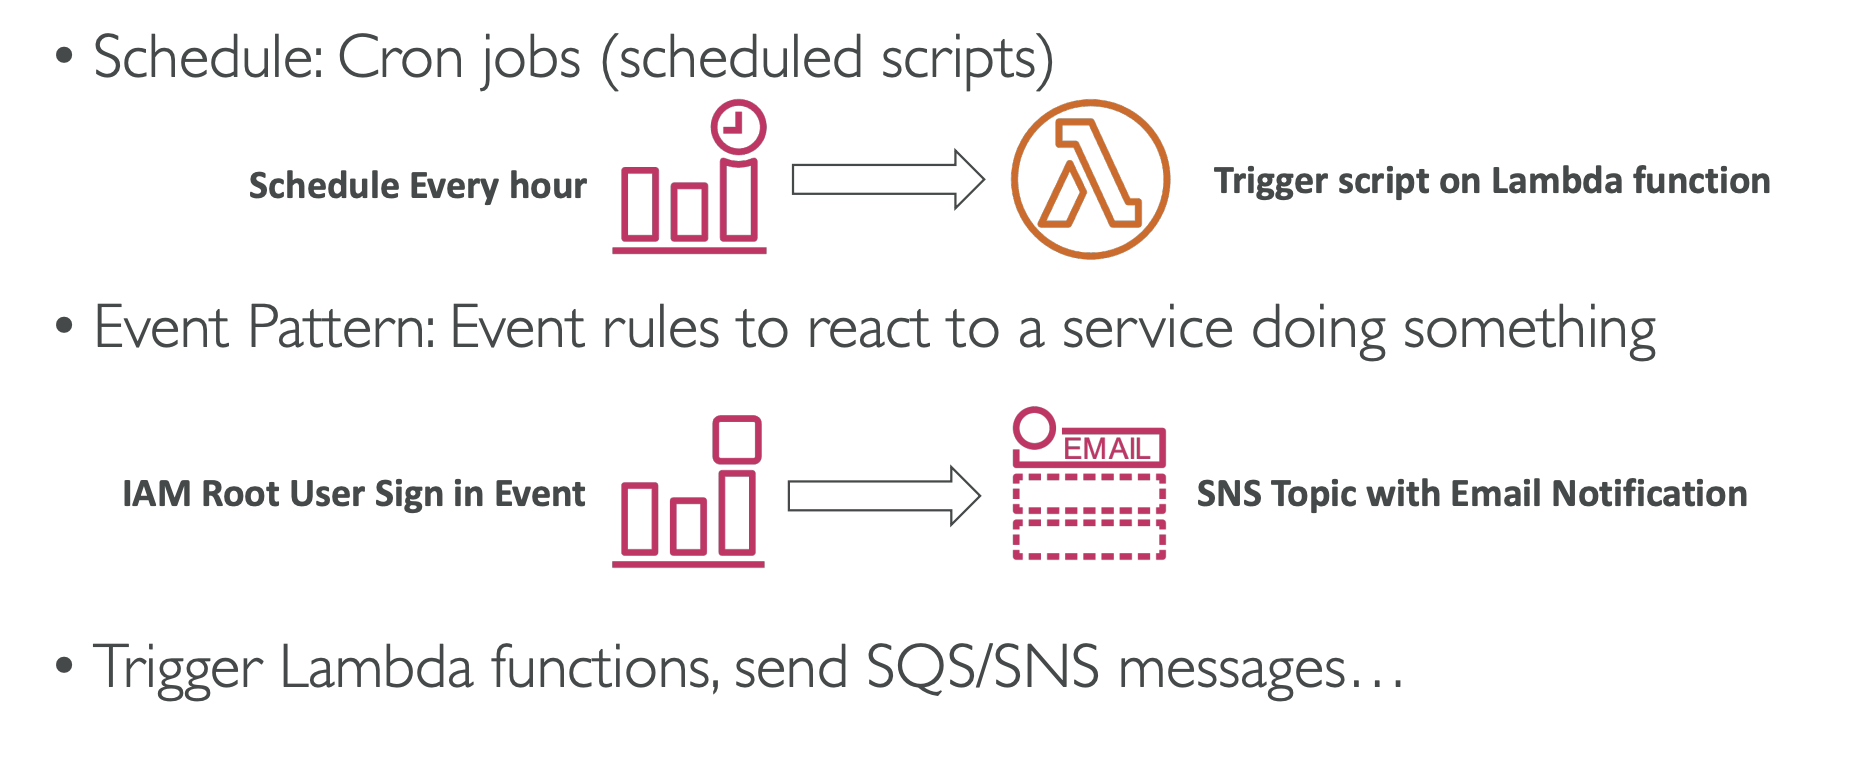 • Schedule: Cron jobs (scheduled scripts)
Schedule Every hour
Trigger script on Lambda function
• Event Pattern: Event rules to react to a service doing something
IAM Root User Sign in Event
EMAIL
SNS Topic with Email Notification
• Trigger Lambda functions, send SQS/SNS messages…